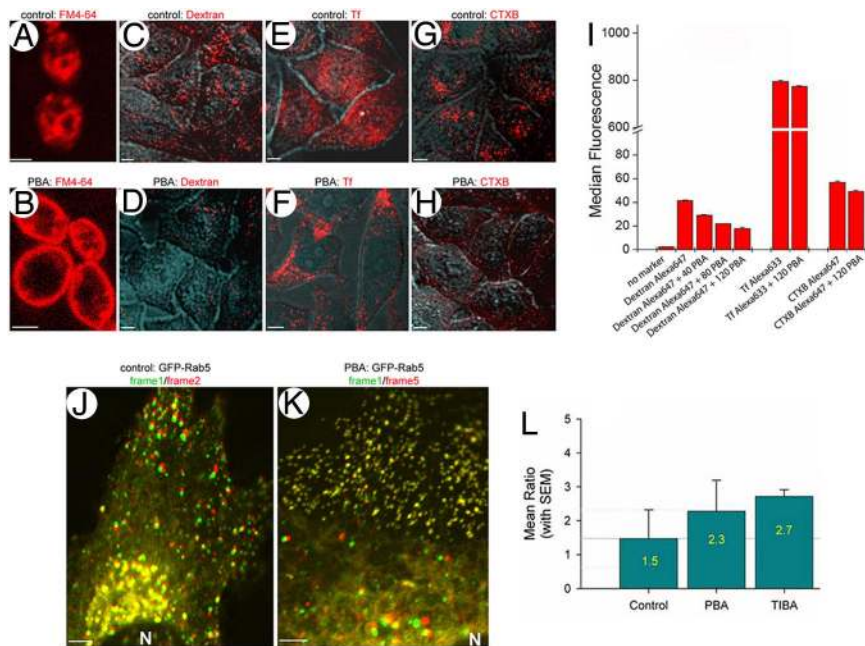 control: FM4-64
control: Dextran
control: Tf
control: CTXB
A
C
E
G
PBA: FM4-64
PBA: Dextran
PBA: Tf
PBA: CTXB
B
D
F
H
I
Median Fluorescence
1000
800
600
80
60
40
20
0
no marker
Dextran Alexa647
Dextran Alexa647 + 40 PBA
Dextran Alexa647 + 80 PBA
Dextran Alexa647 + 120 PBA
Tf Alexa633
Tf Alexa633 + 120 PBA
CTXB Alexa647
CTXB Alexa647 + 120 PBA
control: GFP-Rab5
frame1/frame2
J
N
PBA: GFP-Rab5
frame1/frame5
K
N
L
Mean Ratio
(with SEM)
5
4
3
2
1
0
1.5
2.3
2.7
Control
PBA
TIBA